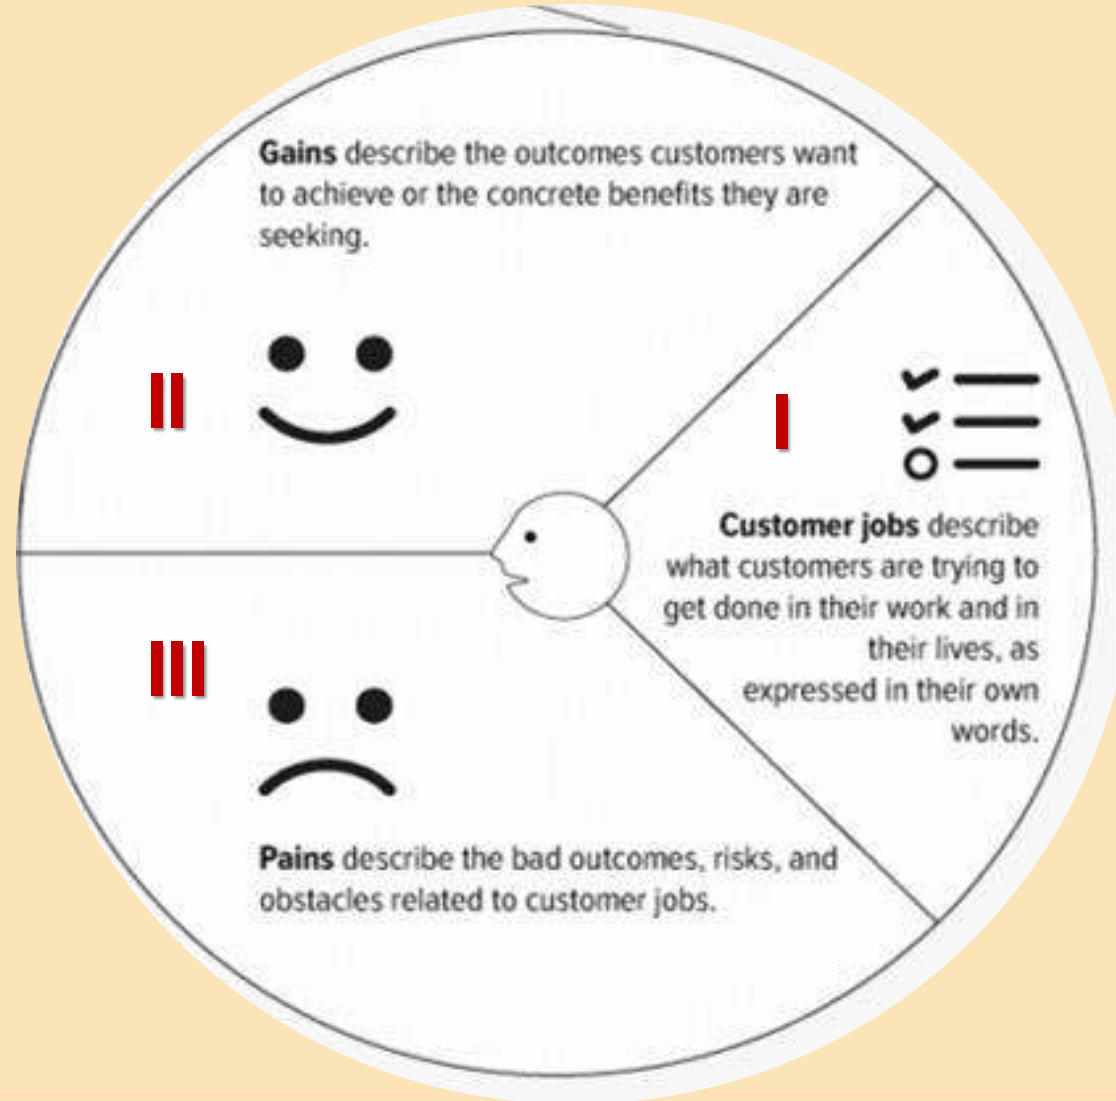 Gains describe the outcomes customers want
to achieve or the concrete benefits they are
seeking.
II
I
Customer jobs describe
what customers are trying to
get done in their work and in
their lives, as
expressed in their own
words.
III
Pains describe the bad outcomes, risks, and
obstacles related to customer jobs.